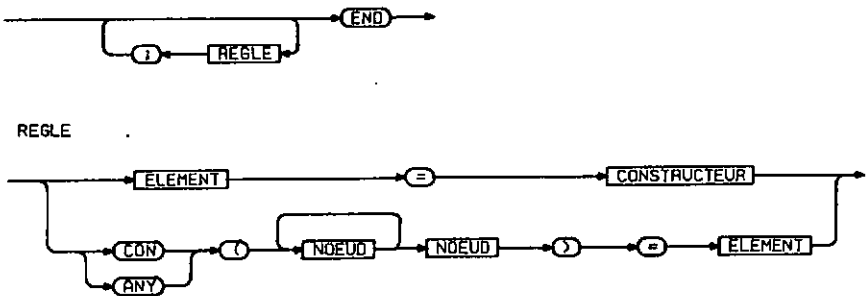 END
; REGLE
REGLE
ELEMENT = CONSTRUCTEUR
CON ( NOEUD NOEUD ) = ELEMENT
ANY